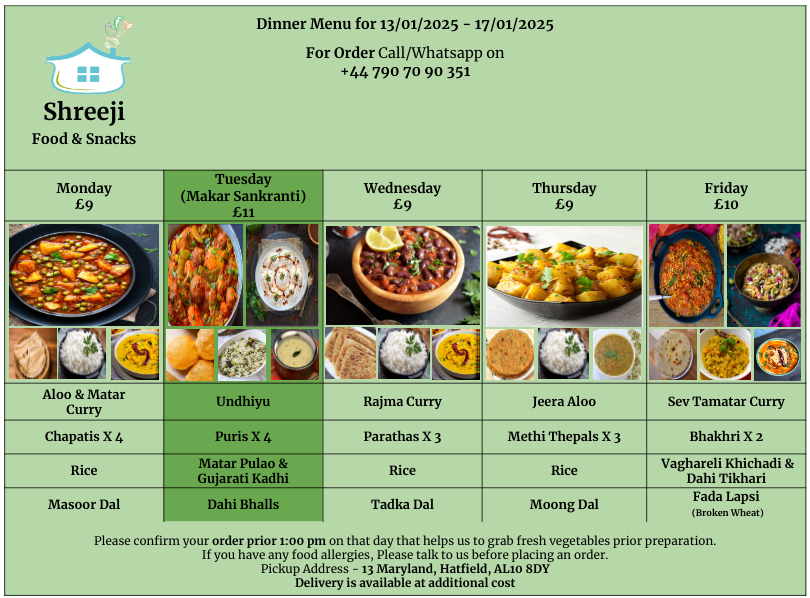 Dinner Menu for 13/01/2025 - 17/01/2025
For Order Call/Whatsapp on
+44 790 70 90 351
Shreeji
Food & Snacks
Monday
£9
Tuesday
(Makar Sankranti)
£11
Wednesday
£9
Thursday
£9
Friday
£10
Aloo & Matar
Curry
Undhiyu
Rajma Curry
Jeera Aloo
Sev Tamatar Curry
Chapatis X 4
Puris X 4
Parathas X 3
Methi Thepals X 3
Bhakhri X 2
Rice
Matar Pulao &
Gujarati Kadhi
Rice
Rice
Vaghareli Khichadi &
Dahi Tikhari
Masoor Dal
Dahi Bhalls
Tadka Dal
Moong Dal
Fada Lapsi
(Broken Wheat)
Please confirm your order prior 1:00 pm on that day that helps us to grab fresh vegetables prior preparation.
If you have any food allergies, Please talk to us before placing an order.
Pickup Address - 13 Maryland, Hatfield, AL10 8DY
Delivery is available at additional cost